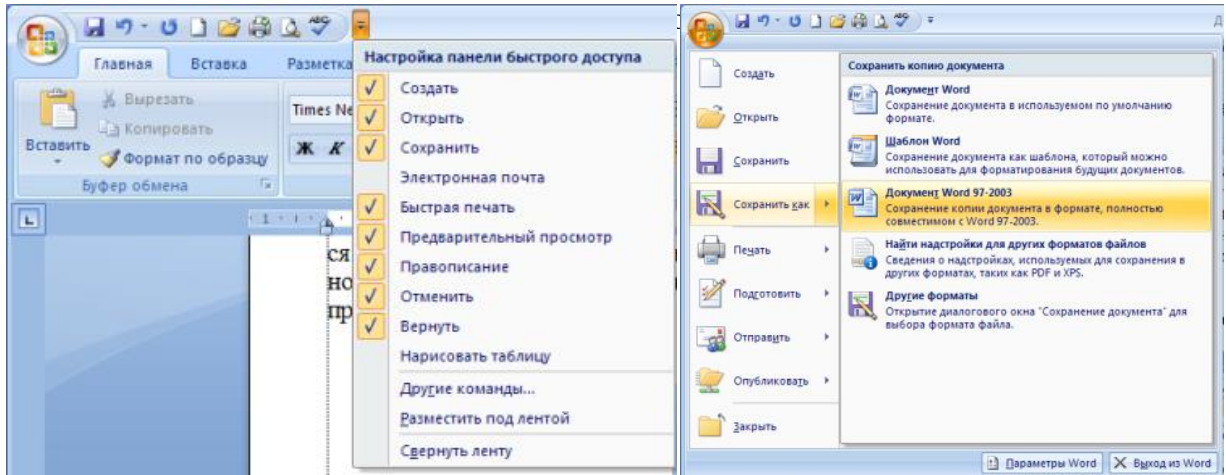 Главная Вставка Разметка
Вырезать
Копировать
Вставить
Формат по образцу
Буфер обмена
Times Ne
Ж К
1
ся
но
пр
Настройка панели быстрого доступа
Создать
Открыть
Сохранить
Электронная почта
Быстрая печать
Предварительный просмотр
Правописание
Отменить
Вернуть
Нарисовать таблицу
Другие команды...
Разместить под лентой
Свернуть ленту
Создать
Открыть
Сохранить
Сохранить как
Печать
Подготовить
Отправить
Опубликовать
Закрыть
Сохранить копию документа
Документ Word
Сохранение документа в используемом по умолчанию
формате.
Шаблон Word
Сохранение документа как шаблона, который можно
использовать для форматирования будущих документов.
Документ Word 97-2003
Сохранение копии документа в формате, полностью
совместимом с Word 97-2003.
Найти надстройки для других форматов файлов
Сведения о надстройках, используемых для сохранения в
других форматах, таких как PDF и XPS.
Другие форматы
Открытие диалогового окна "Сохранение документа" для
выбора формата файла.
Параметры Word
Выход из Word